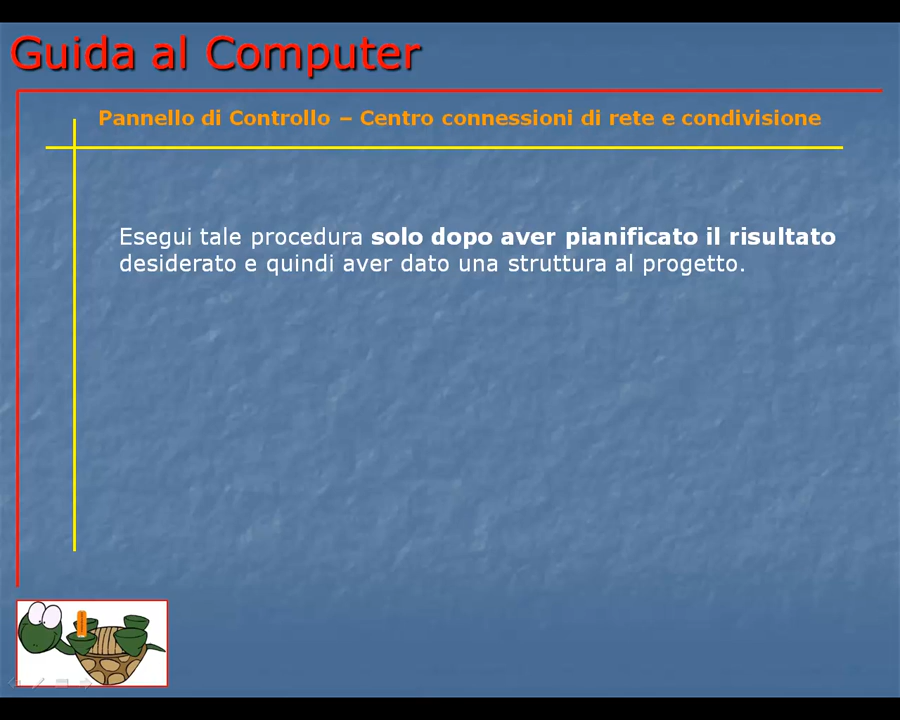 Guida al Computer
Pannello di Controllo – Centro connessioni di rete e condivisione
Esegui tale procedura solo dopo aver pianificato il risultato
desiderato e quindi aver dato una struttura al progetto.